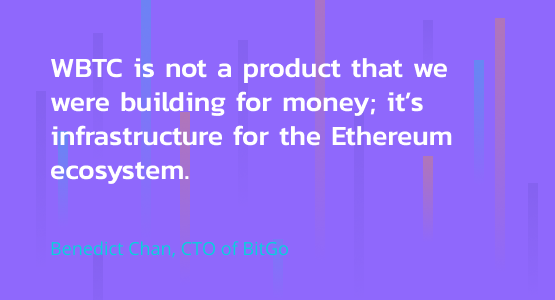 WBTC is not a product that we
were building for money; it’s
infrastructure for the Ethereum
ecosystem.
Benedict Chan, CTO of BitGo